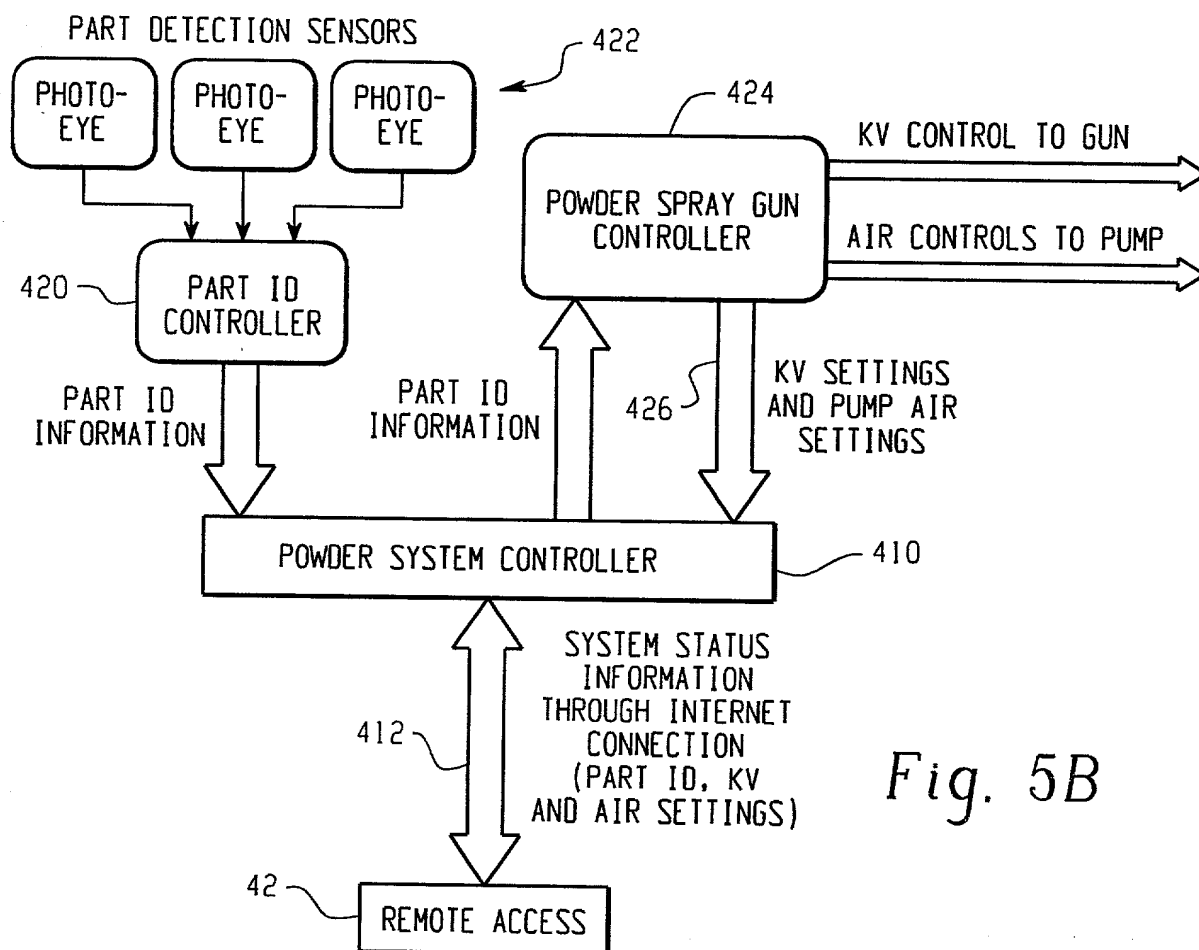 PART DETECTION SENSORS
422
PHOTO-
EYE
PHOTO-
EYE
PHOTO-
EYE
424
KV CONTROL TO GUN
POWDER SPRAY GUN
CONTROLLER
AIR CONTROLS TO PUMP
420
PART ID
CONTROLLER
PART ID
INFORMATION
PART ID
INFORMATION
426
KV SETTINGS
AND PUMP AIR
SETTINGS
POWDER SYSTEM CONTROLLER
410
SYSTEM STATUS
INFORMATION
THROUGH INTERNET
CONNECTION
(PART ID, KV
AND AIR SETTINGS)
412
Fig. 5B
42
REMOTE ACCESS